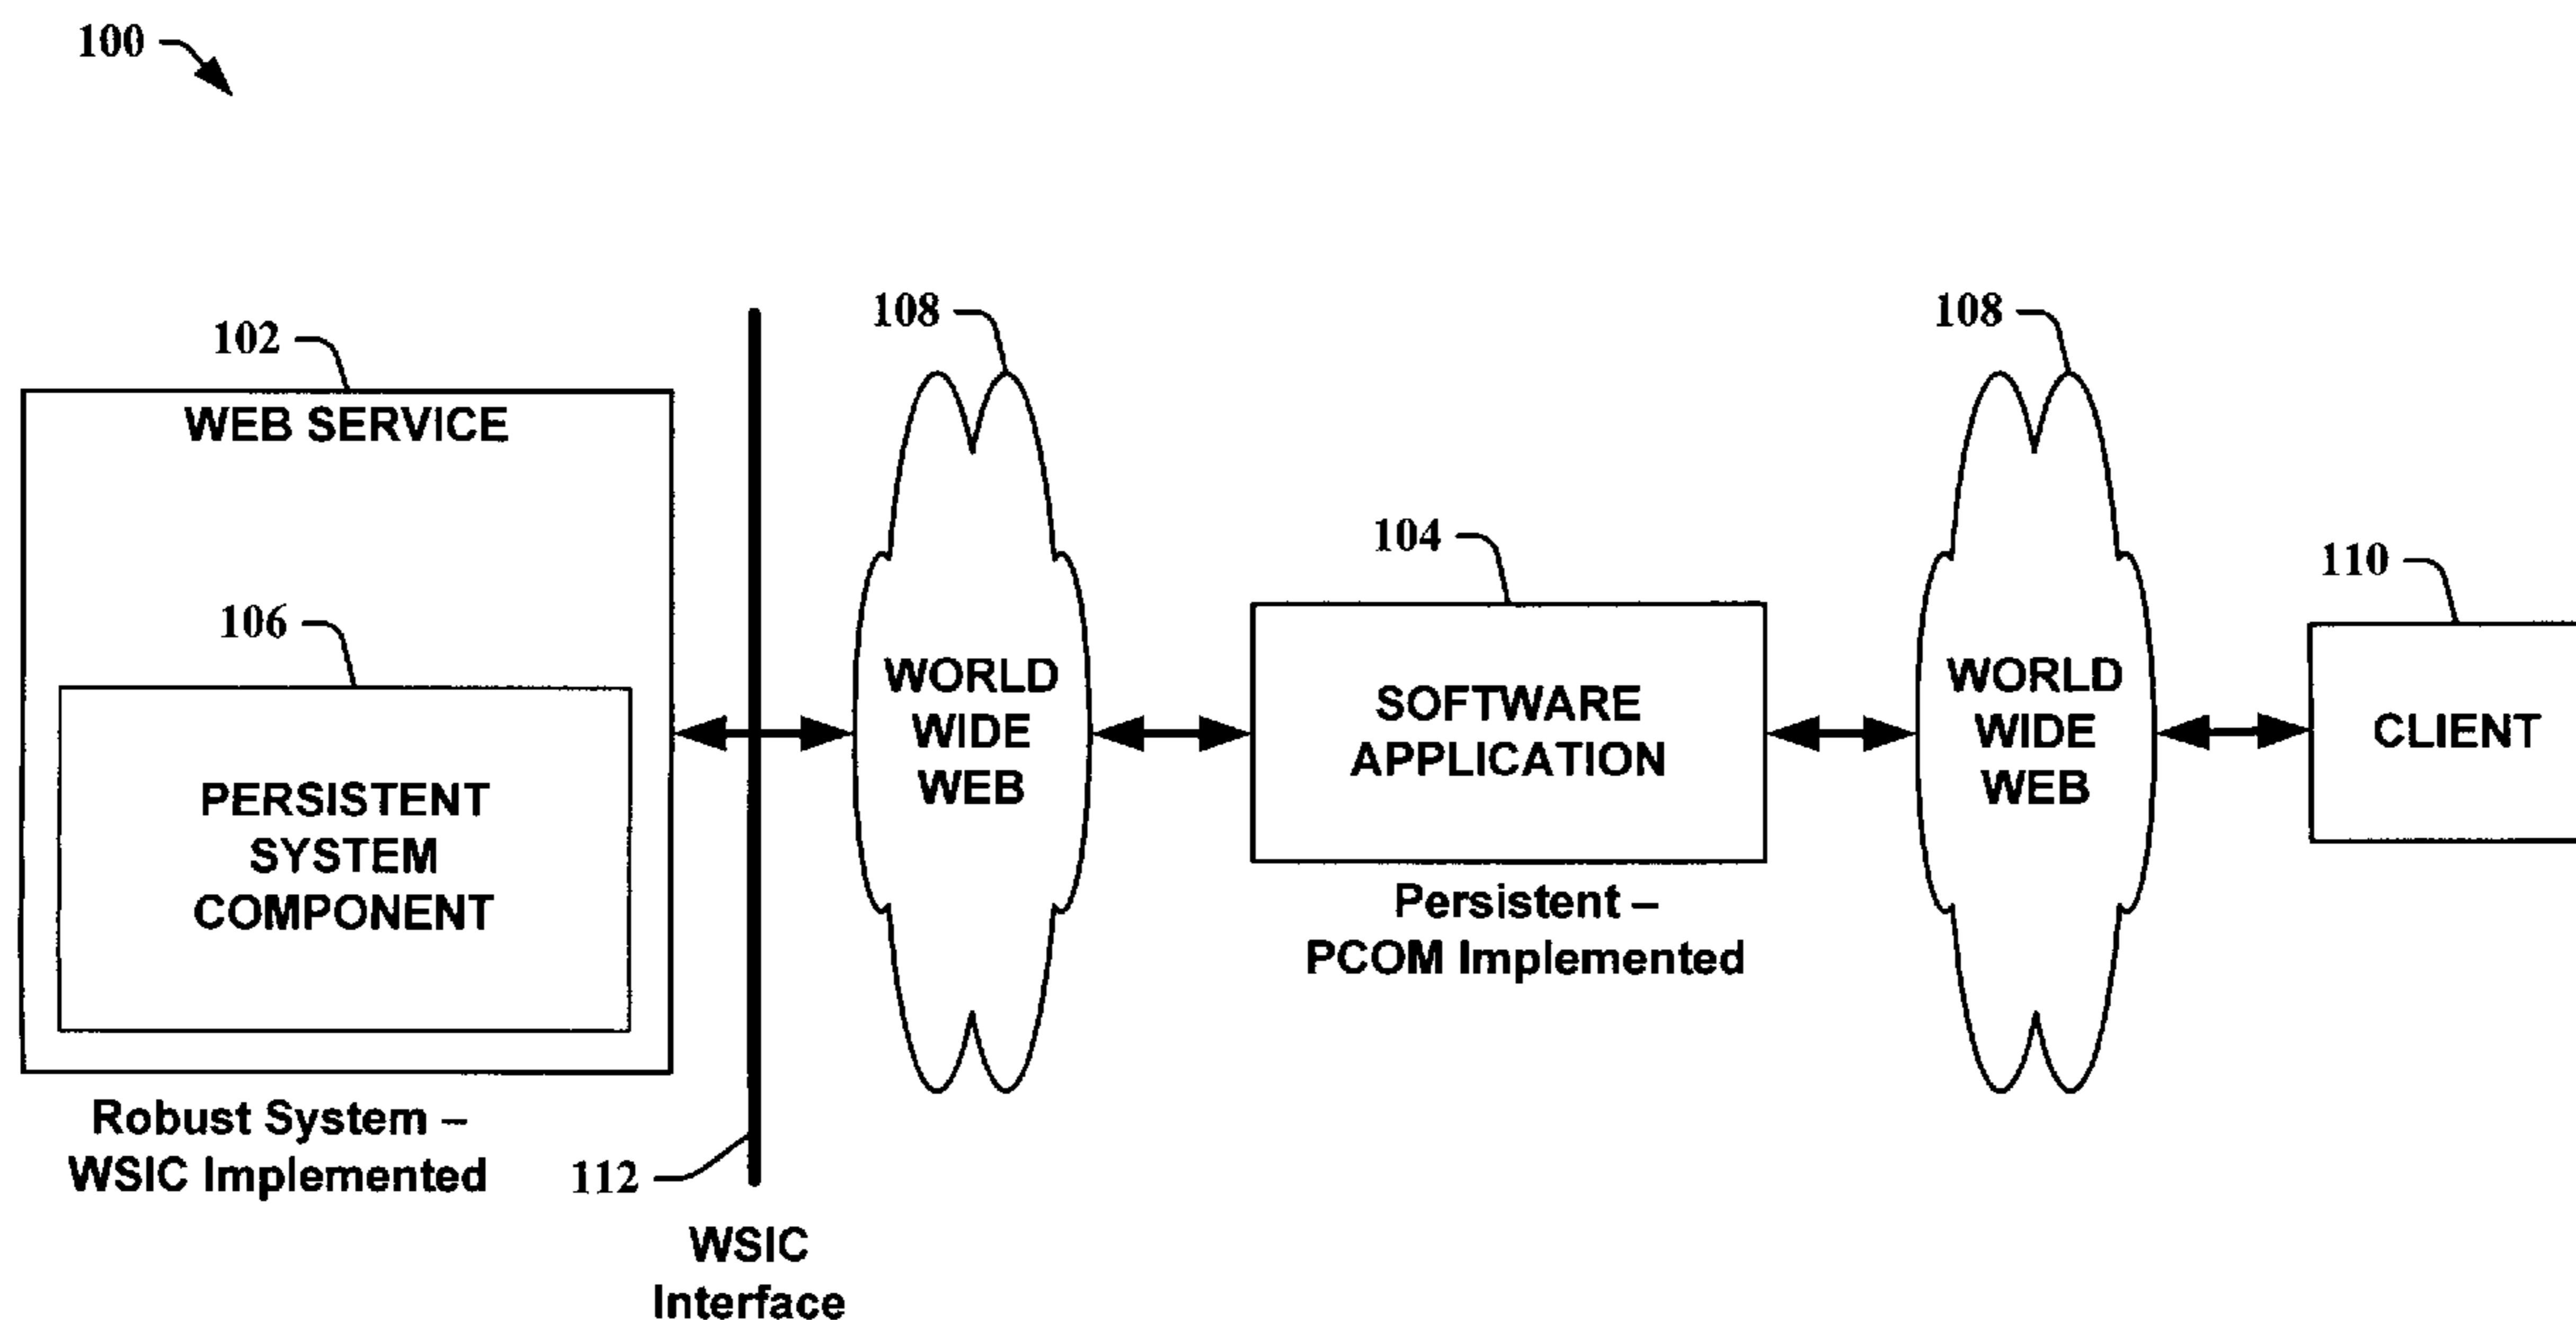 100
108
108
102
WEB SERVICE
104
110
106
WORLD
WIDE
WEB
WORLD
WIDE
WEB
SOFTWARE
APPLICATION
CLIENT
PERSISTENT
SYSTEM
COMPONENT
Persistent –
PCOM Implemented
Robust System –
WSIC Implemented
112
WSIC
Interface